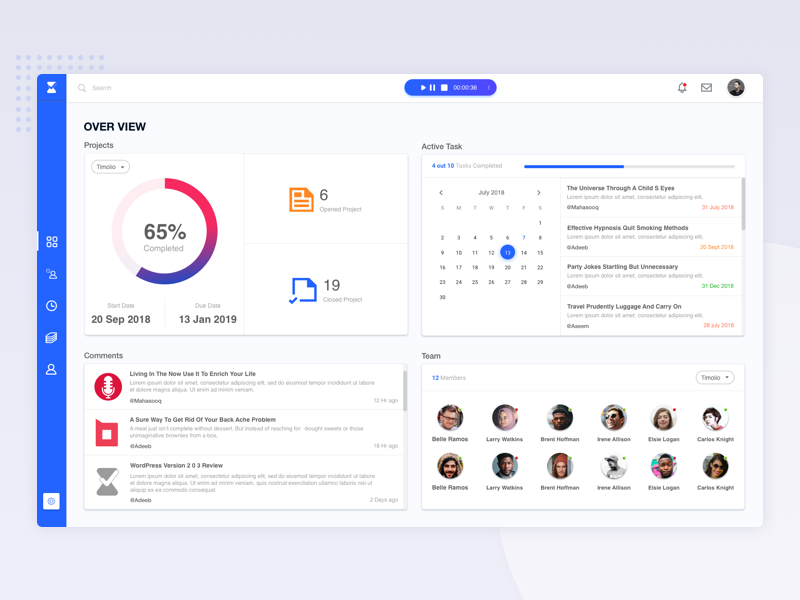 Search
00:00:36
OVER VIEW
Projects
Timolio
65%
Completed
Start Date
20 Sep 2018
Due Date
13 Jan 2019
6
Opened Project
19
Closed Project
Active Task
4 out 10 Tasks Completed
July 2018
S M T W T F S
1
2 3 4 5 6 7 8
9 10 11 12 13 14 15
16 17 18 19 20 21 22
23 24 25 26 27 28 29
30
The Universe Through A Child S Eyes
Lorem ipsum dolor sit amet, consectetur adipiscing elit,
@Mahasooq
31 July 2018
Effective Hypnosis Quit Smoking Methods
Lorem ipsum dolor sit amet, consectetur adipiscing elit,
@Adeeb
20 Sept 2018
Party Jokes Startling But Unnecessary
Lorem ipsum dolor sit amet, consectetur adipiscing elit,
@Adeeb
31 Dec 2018
Travel Prudently Luggage And Carry On
Lorem ipsum dolor sit amet, consectetur adipiscing elit,
@Aseem
28 july 2018
Comments
Living In The Now Use It To Enrich Your Life
Lorem ipsum dolor sit amet, consectetur adipiscing elit, sed do eiusmod tempor incididunt ut labore
et dolore magna aliqua. Ut enim ad minim veniam.
@Mahasooq
12 Hr ago
A Sure Way To Get Rid Of Your Back Ache Problem
A meal just isn't complete without dessert. But instead of reaching for -bought sweets or those
unimaginative brownies from a box.
@Adeeb
18 Hr ago
WordPress Version 2 0 3 Review
Lorem ipsum dolor sit amet, consectetur adipiscing elit, sed do eiusmod tempor incididunt ut labore
et dolore magna aliqua. Ut enim ad minim veniam, quis nostrud exercitation ullamco laboris nisi ut
aliquip ex ea commodo consequat.
@Adeeb
2 Days ago
Team
12 Members
Timolio
Belle Ramos
Larry Watkins
Brent Hoffman
Irene Allison
Elsie Logan
Carlos Knight
Belle Ramos
Larry Watkins
Brent Hoffman
Irene Allison
Elsie Logan
Carlos Knight